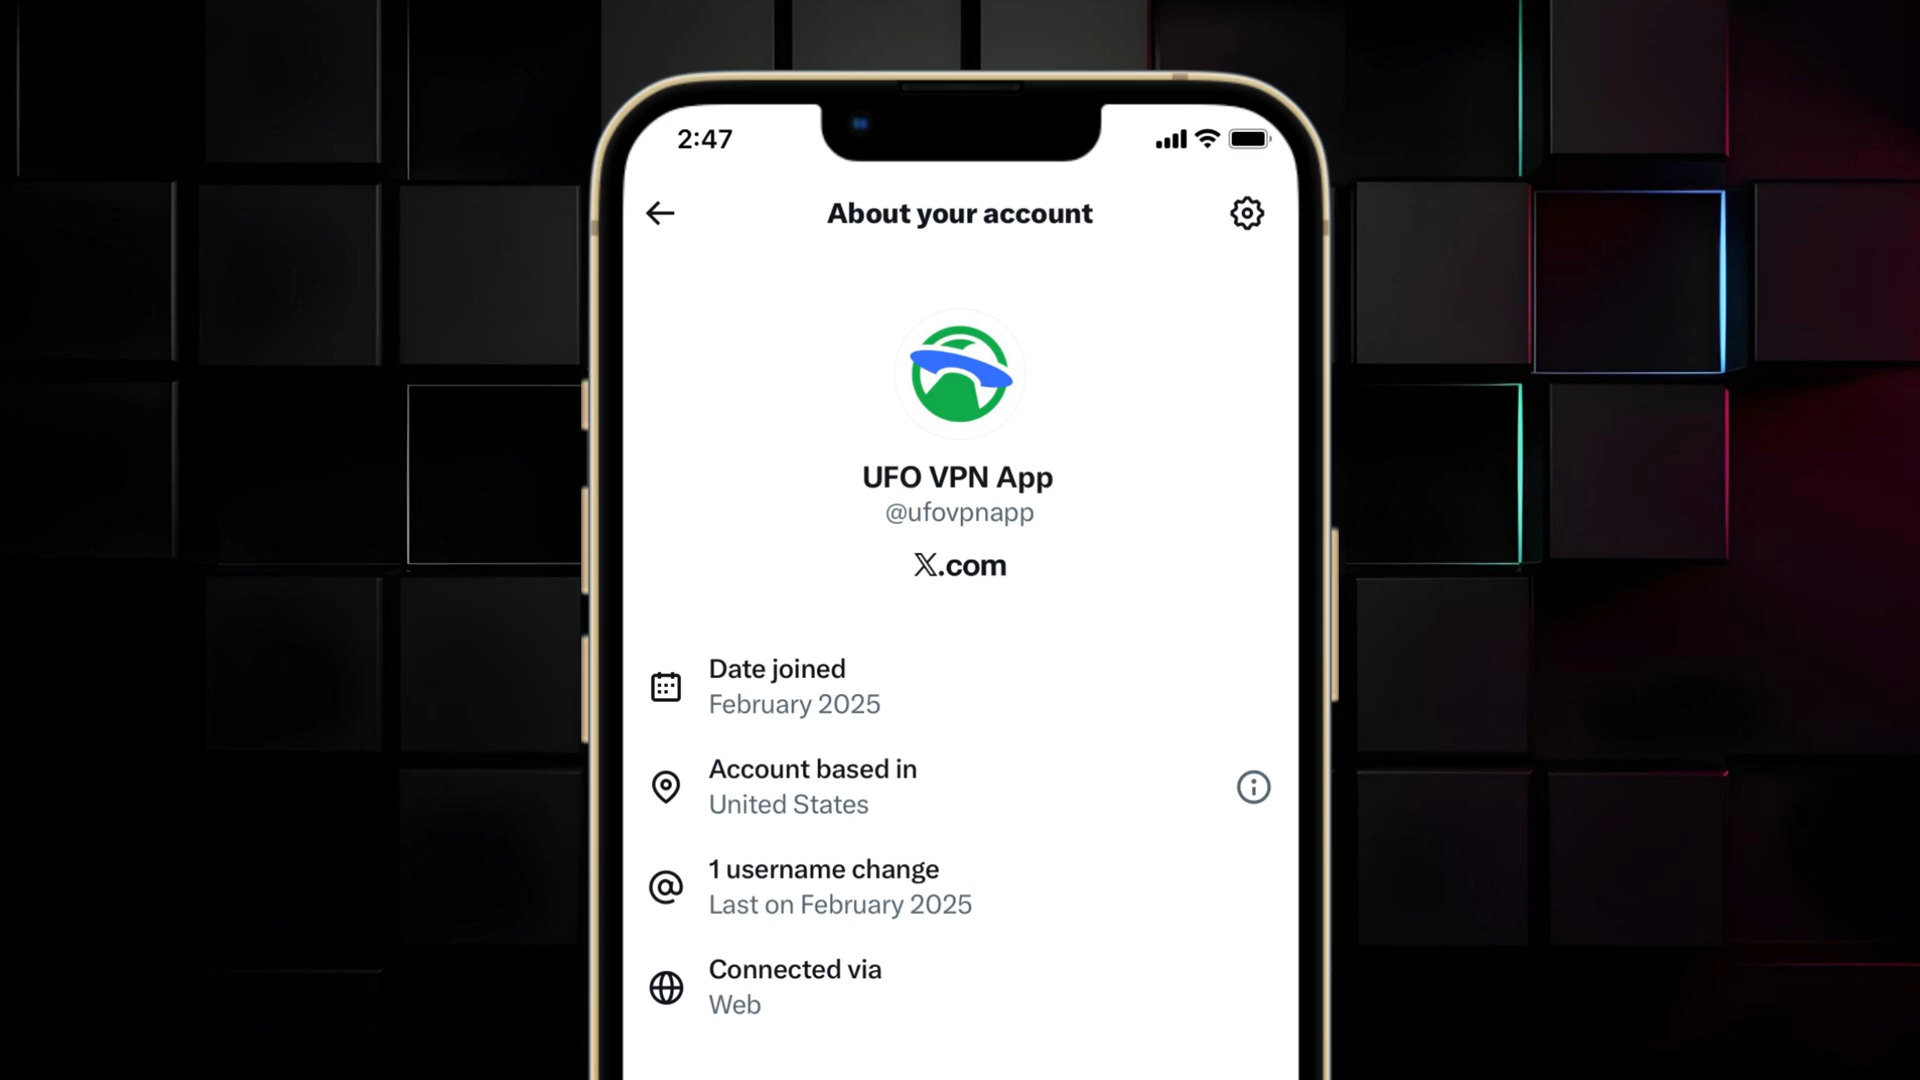 2:47
About your account
UFO VPN App
@ufovpnapp
𝕏.com
Date joined
February 2025
Account based in
United States
1 username change
Last on February 2025
Connected via
Web